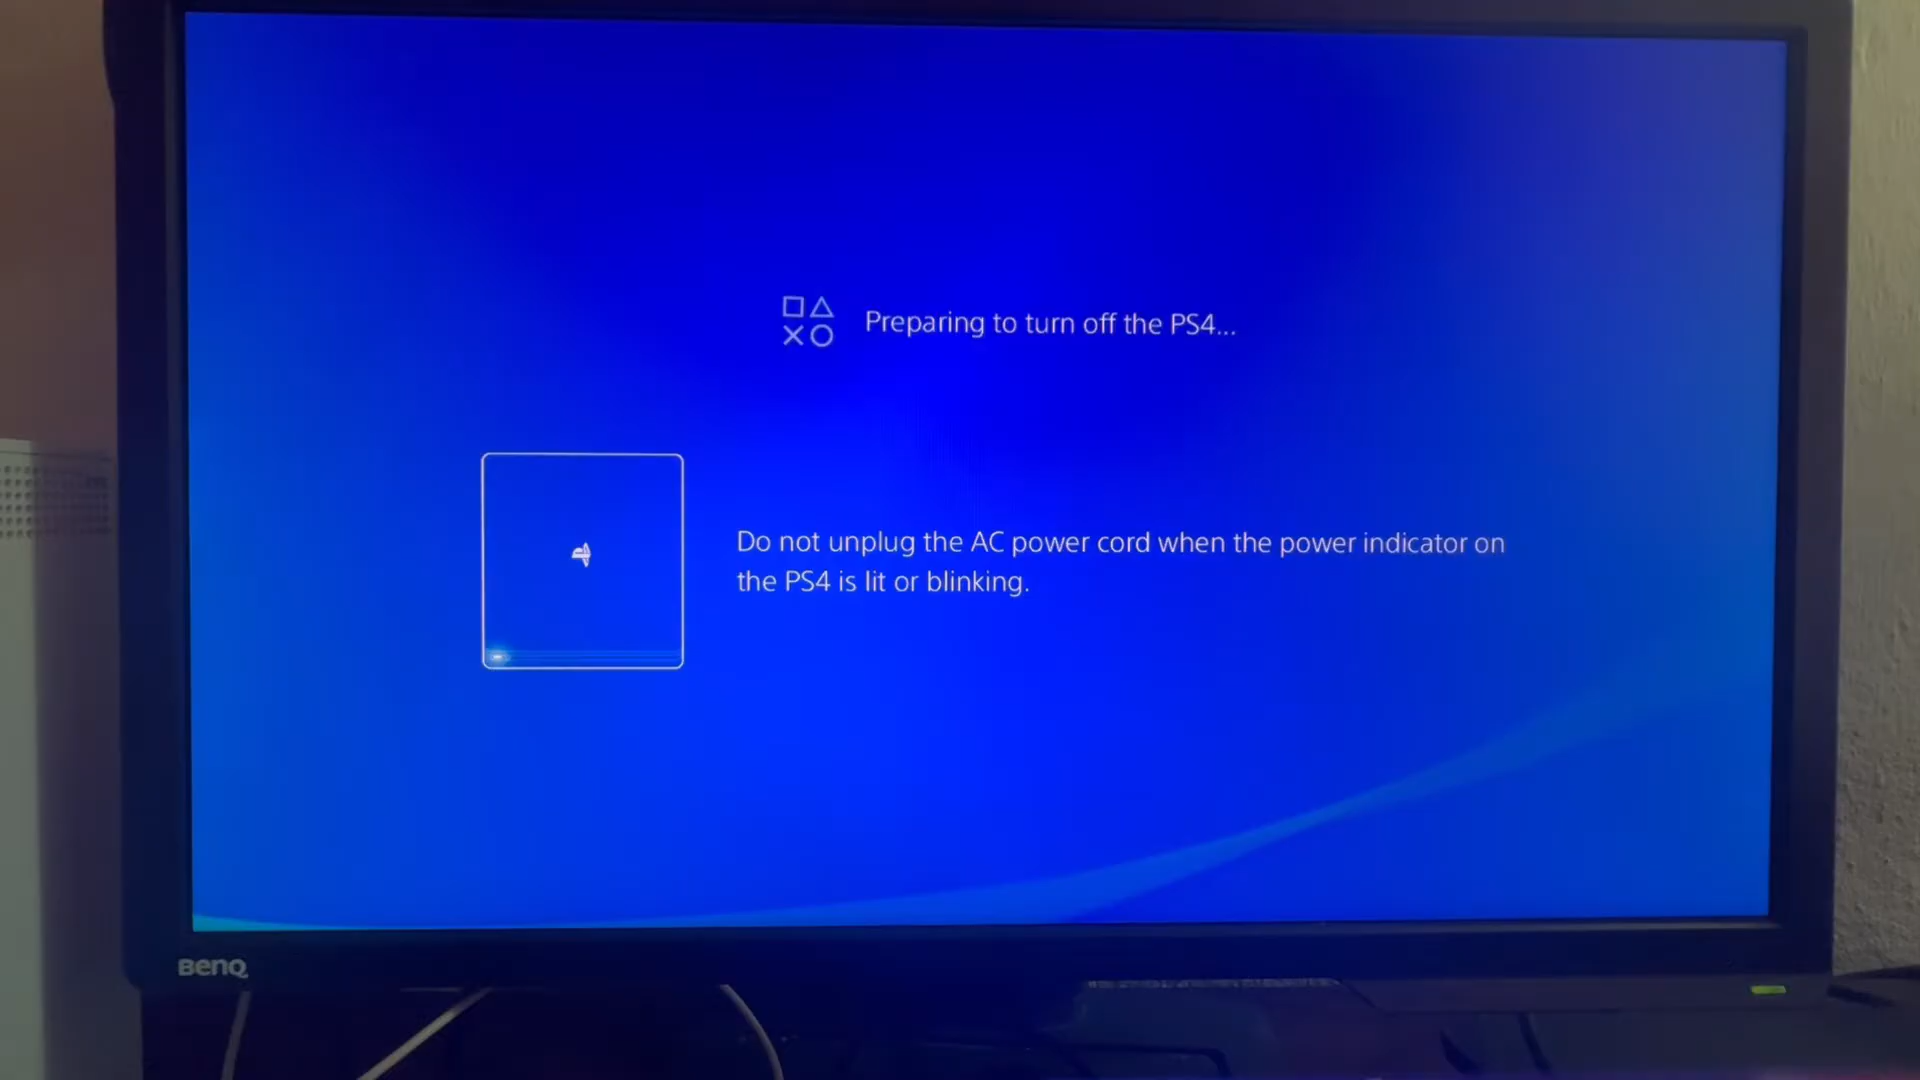 Preparing to turn off the PS4...
Do not unplug the AC power cord when the power indicator on
the PS4 is lit or blinking.
BenQ